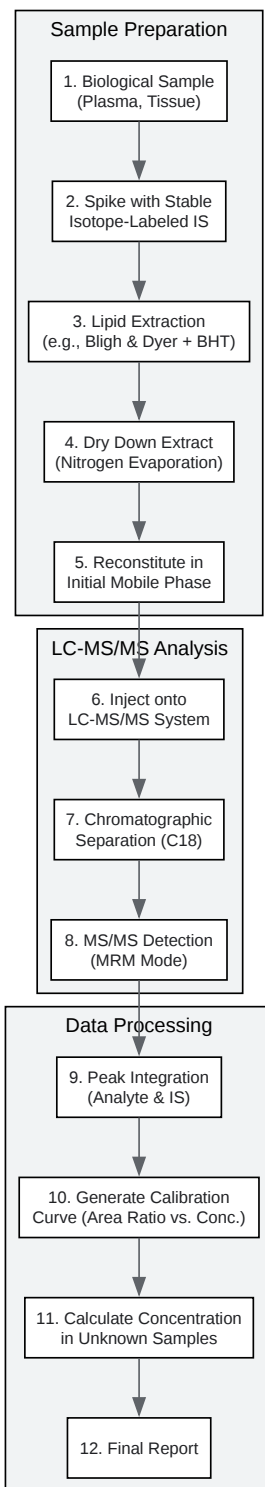 Sample Preparation
1. Biological Sample
(Plasma, Tissue)
2. Spike with Stable
Isotope-Labeled IS
3. Lipid Extraction
(e.g., Bligh & Dyer + BHT)
4. Dry Down Extract
(Nitrogen Evaporation)
5. Reconstitute in
Initial Mobile Phase
LC-MS/MS Analysis
6. Inject onto
LC-MS/MS System
7. Chromatographic
Separation (C18)
8. MS/MS Detection
(MRM Mode)
Data Processing
9. Peak Integration
(Analyte & IS)
10. Generate Calibration
Curve (Area Ratio vs. Conc.)
11. Calculate Concentration
in Unknown Samples
12. Final Report